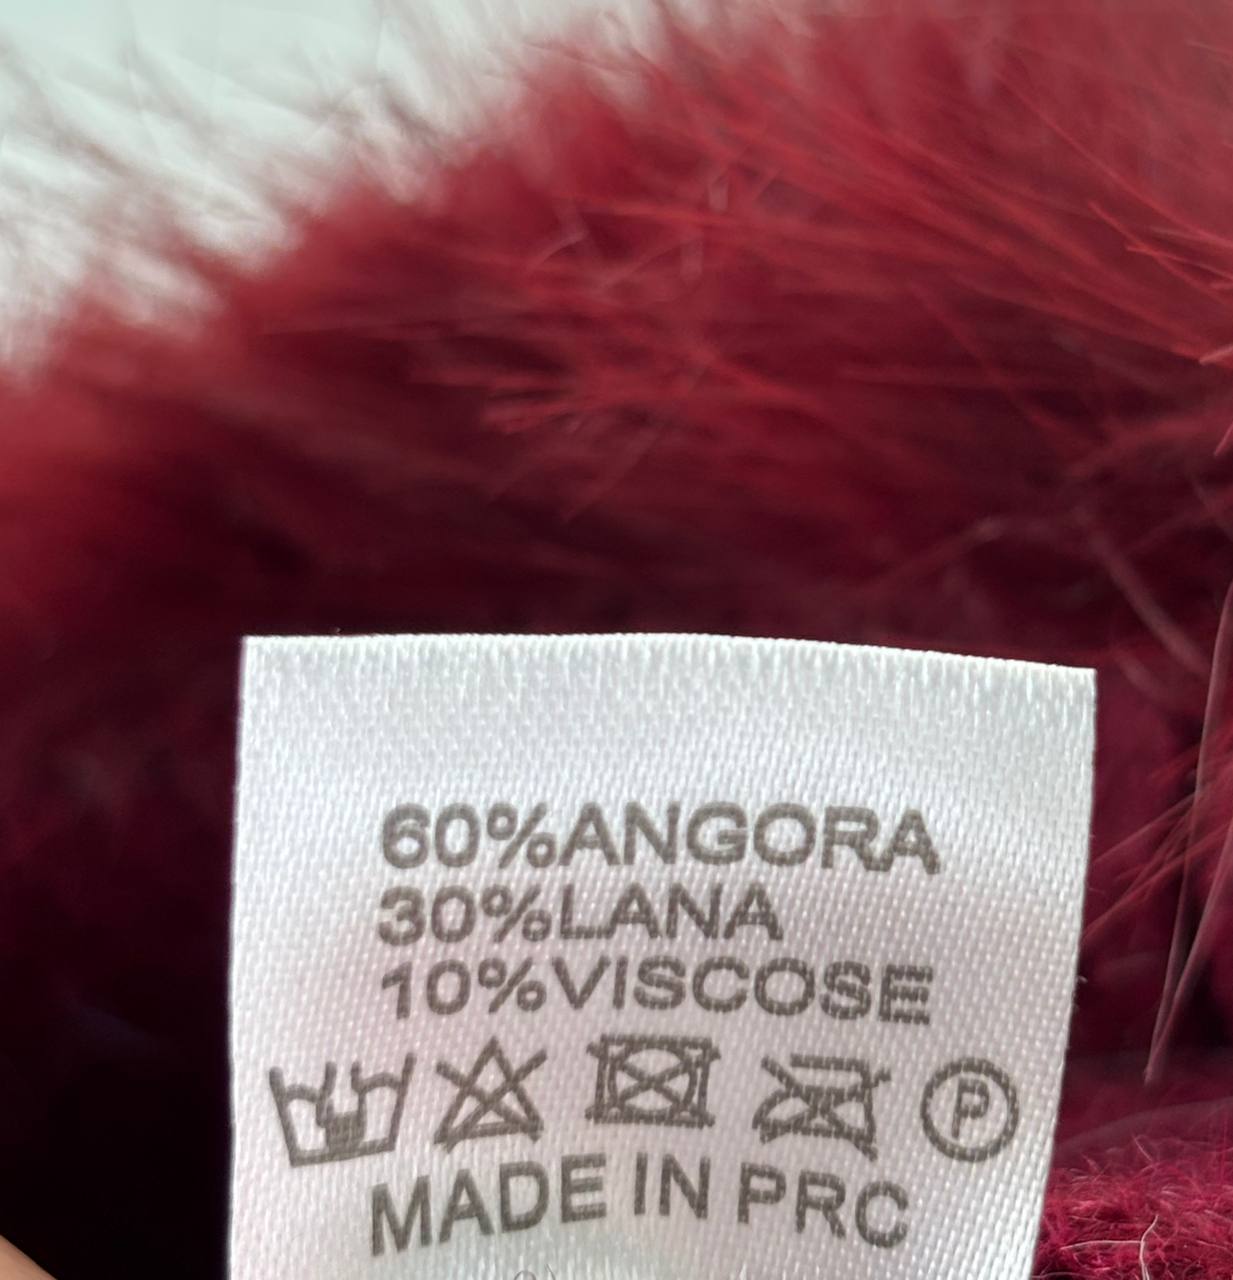 60%ANGORA
30%LANA
10%VISCOSE
P
MADE IN PRC